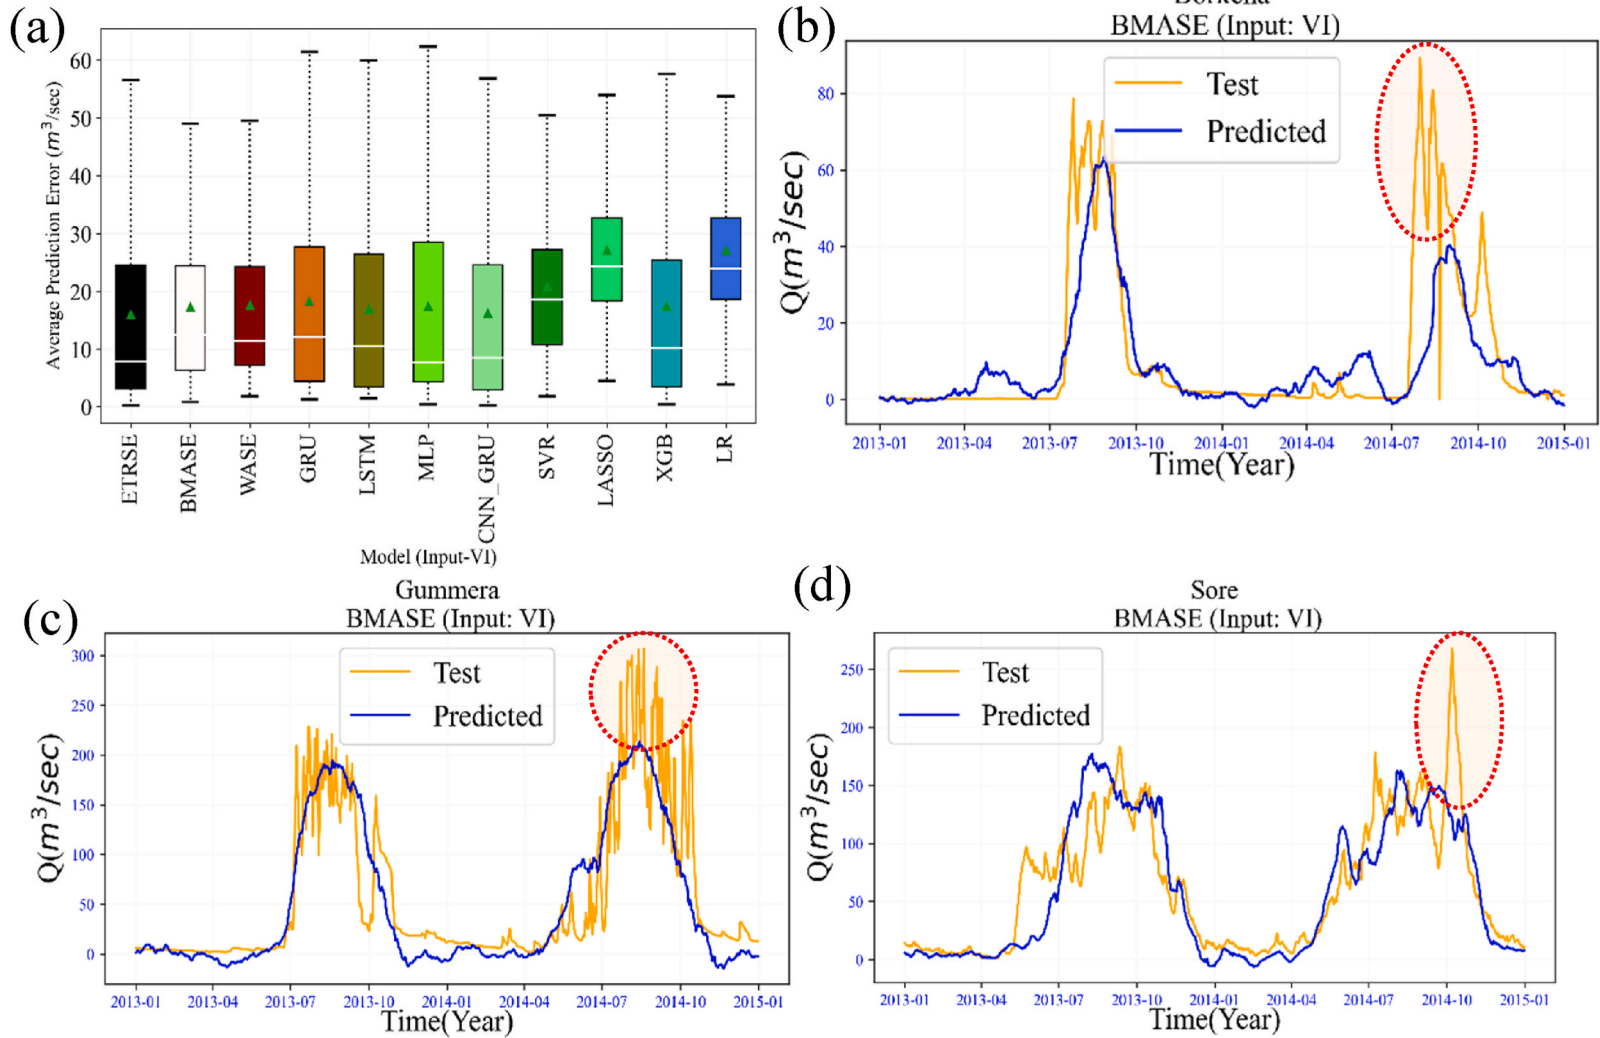 (a)
Average Prediction Error (m³/sec)
60
50
40
30
20
10
0
ETRSE
BMASE
WASE
GRU
LSTM
MLP
CNN_GRU
SVR
LASSO
XGB
LR
Model (Input-VI)
(b)
BMASE (Input: VI)
Test
Predicted
Q(m³/sec)
80
60
40
20
0
2013-01 2013-04 2013-07 2013-10 2014-01 2014-04 2014-07 2014-10 2015-01
Time(Year)
(c)
Gummera
BMASE (Input: VI)
Test
Predicted
Q(m³/sec)
300
250
200
150
100
50
0
2013-01 2013-04 2013-07 2013-10 2014-01 2014-04 2014-07 2014-10 2015-01
Time(Year)
(d)
Sore
BMASE (Input: VI)
Test
Predicted
Q(m³/sec)
250
200
150
100
50
0
2013-01 2013-04 2013-07 2013-10 2014-01 2014-04 2014-07 2014-10 2015-01
Time(Year)